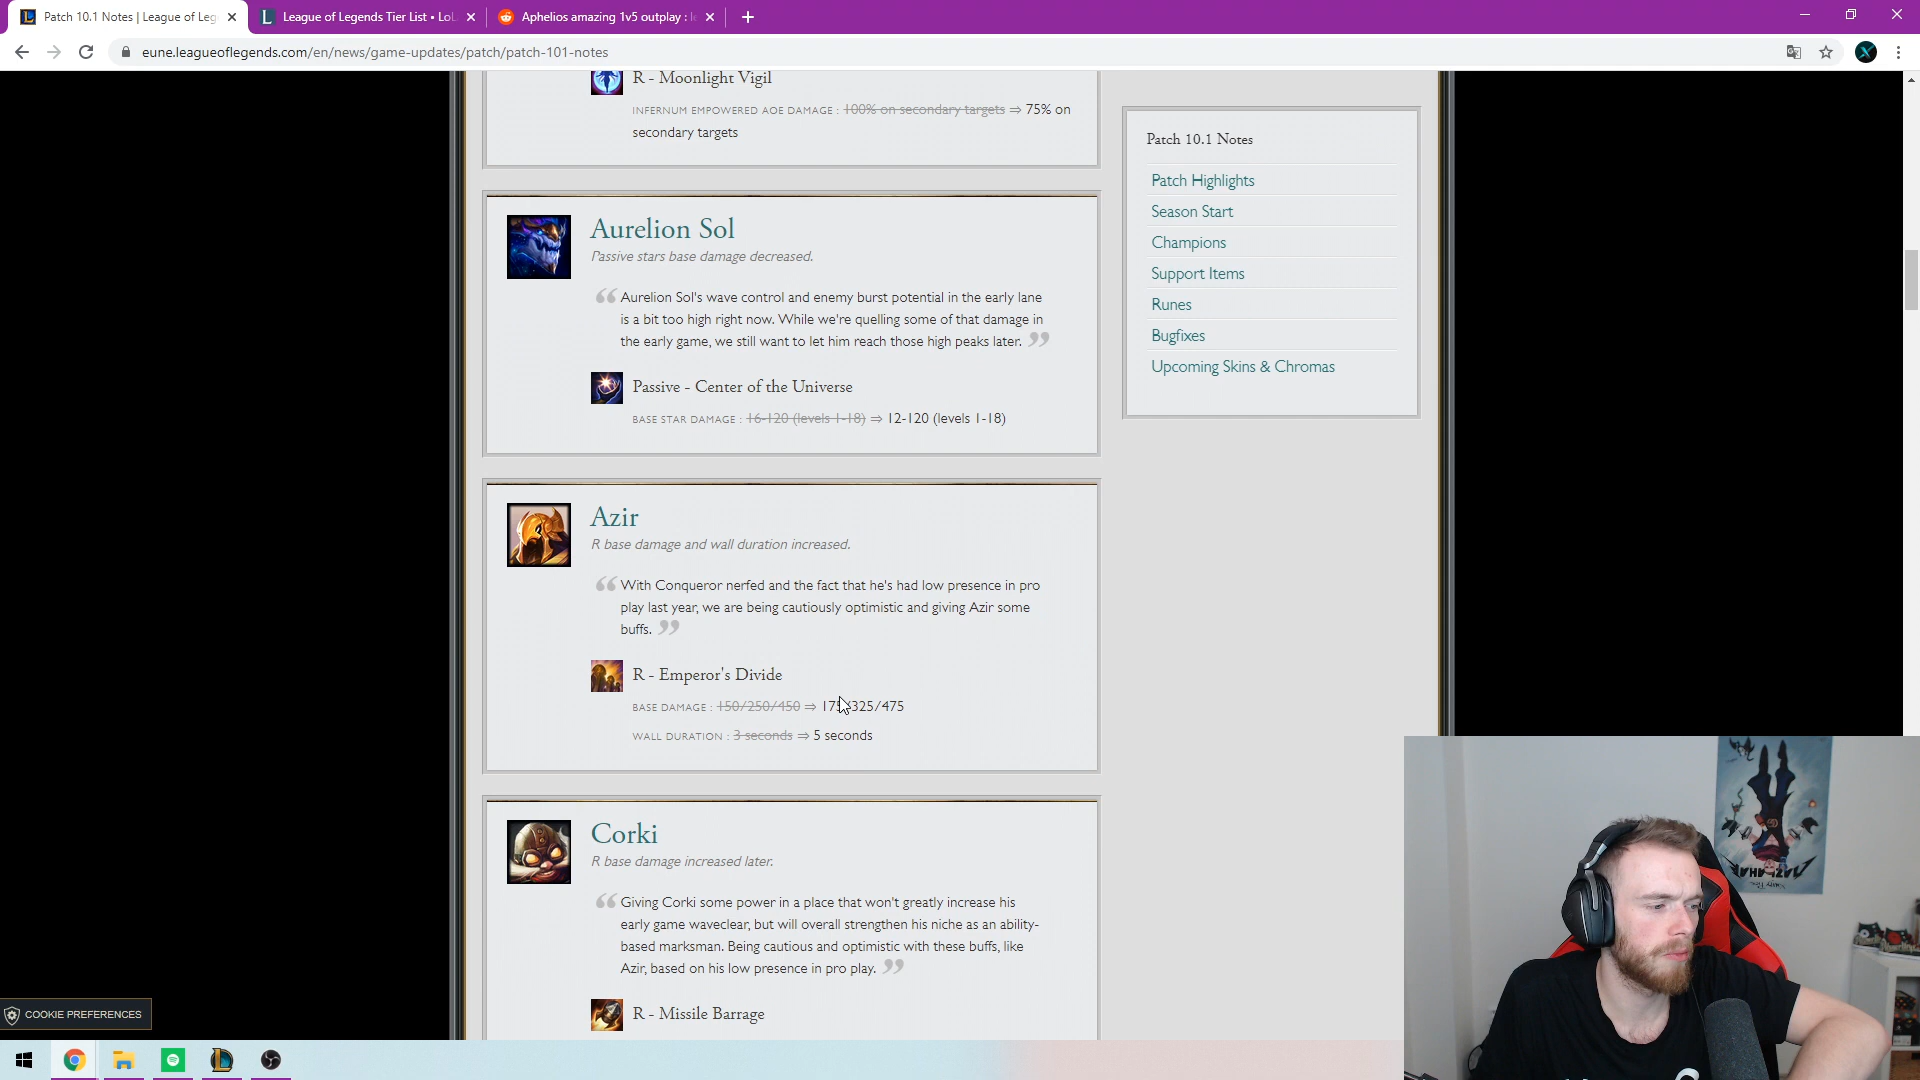 Patch 10.1 Notes | League of Leg
League of Legends Tier List • LoL
Aphelios amazing 1v5 outplay : le
eune.leagueoflegends.com/en/news/game-updates/patch/patch-101-notes
R - Moonlight Vigil
INFERNUM EMPOWERED AOE DAMAGE : 100% on secondary targets ⇒ 75% on
secondary targets
Aurelion Sol
Passive stars base damage decreased.
“ Aurelion Sol's wave control and enemy burst potential in the early lane
is a bit too high right now. While we're quelling some of that damage in
the early game, we still want to let him reach those high peaks later. ”
Passive - Center of the Universe
BASE STAR DAMAGE : 16-120 (levels 1-18) ⇒ 12-120 (levels 1-18)
Azir
R base damage and wall duration increased.
“ With Conqueror nerfed and the fact that he's had low presence in pro
play last year, we are being cautiously optimistic and giving Azir some
buffs. ”
R - Emperor's Divide
BASE DAMAGE : 150/250/450 ⇒ 175/325/475
WALL DURATION : 3 seconds ⇒ 5 seconds
Corki
R base damage increased later.
“ Giving Corki some power in a place that won't greatly increase his
early game waveclear, but will overall strengthen his niche as an ability-
based marksman. Being cautious and optimistic with these buffs, like
Azir, based on his low presence in pro play. ”
R - Missile Barrage
Patch 10.1 Notes
Patch Highlights
Season Start
Champions
Support Items
Runes
Bugfixes
Upcoming Skins & Chromas
COOKIE PREFERENCES